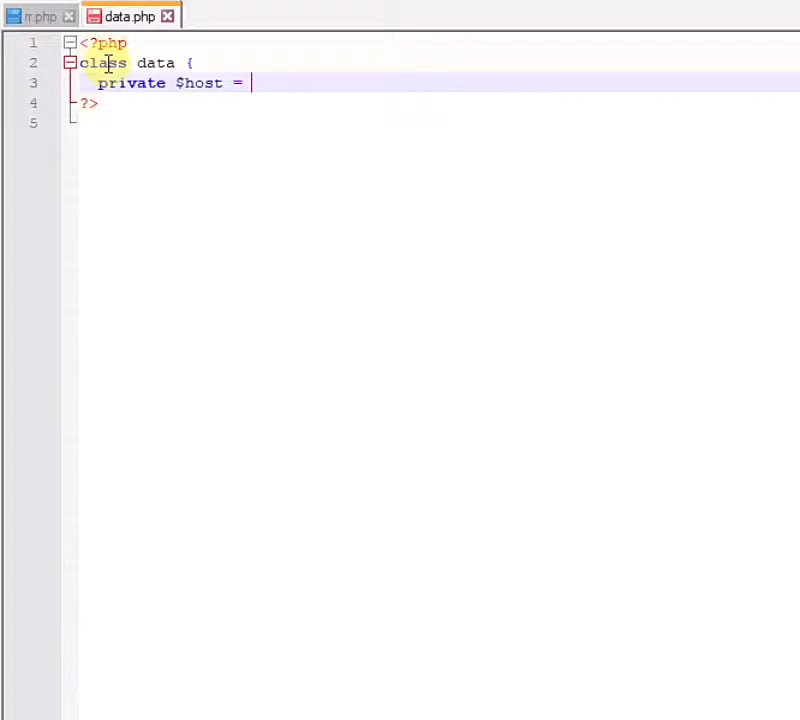 rr.php data.php
1 <?php
2 class data {
3 private $host =
4 ?>
5